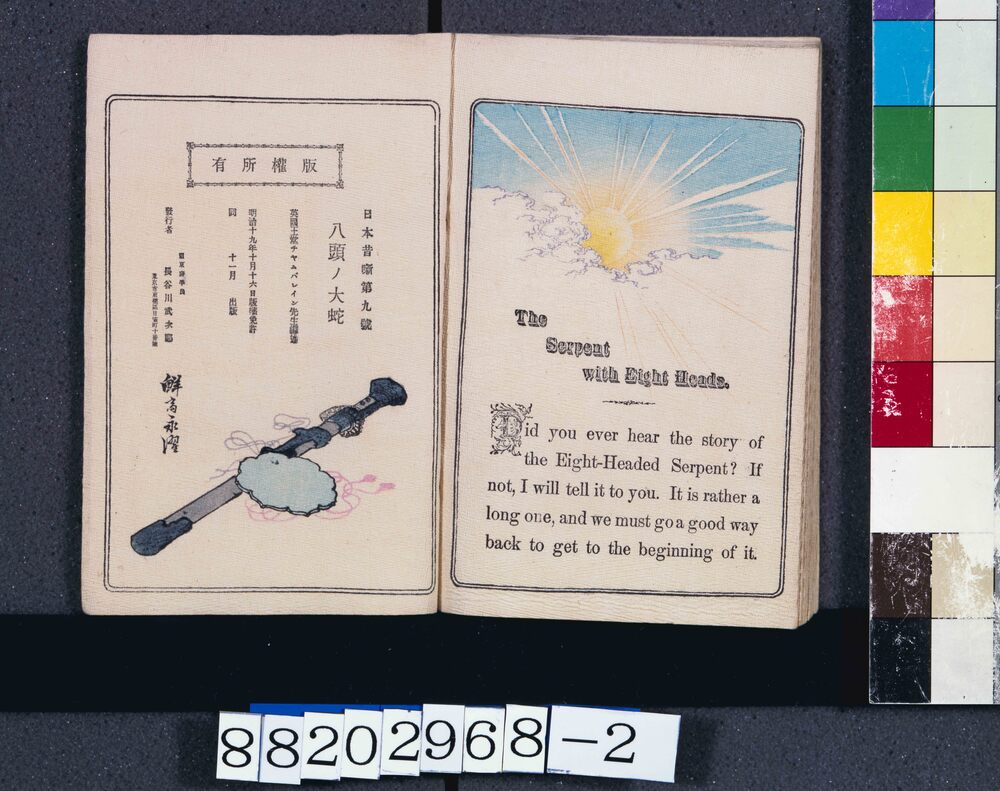 有所權版
日本昔噺第九號
八頭ノ大蛇
英國士堂チヤムバレイン先生譯述
明治十九年十月十六日版權免許
同 十一月 出版
發行者
長谷川武次郎
鮮斎永濯
The
Serpent
with Eight Heads.
Did you ever hear the story of
the Eight-Headed Serpent? If
not, I will tell it to you. It is rather a
long one, and we must go a good way
back to get to the beginning of it.
88202968-2